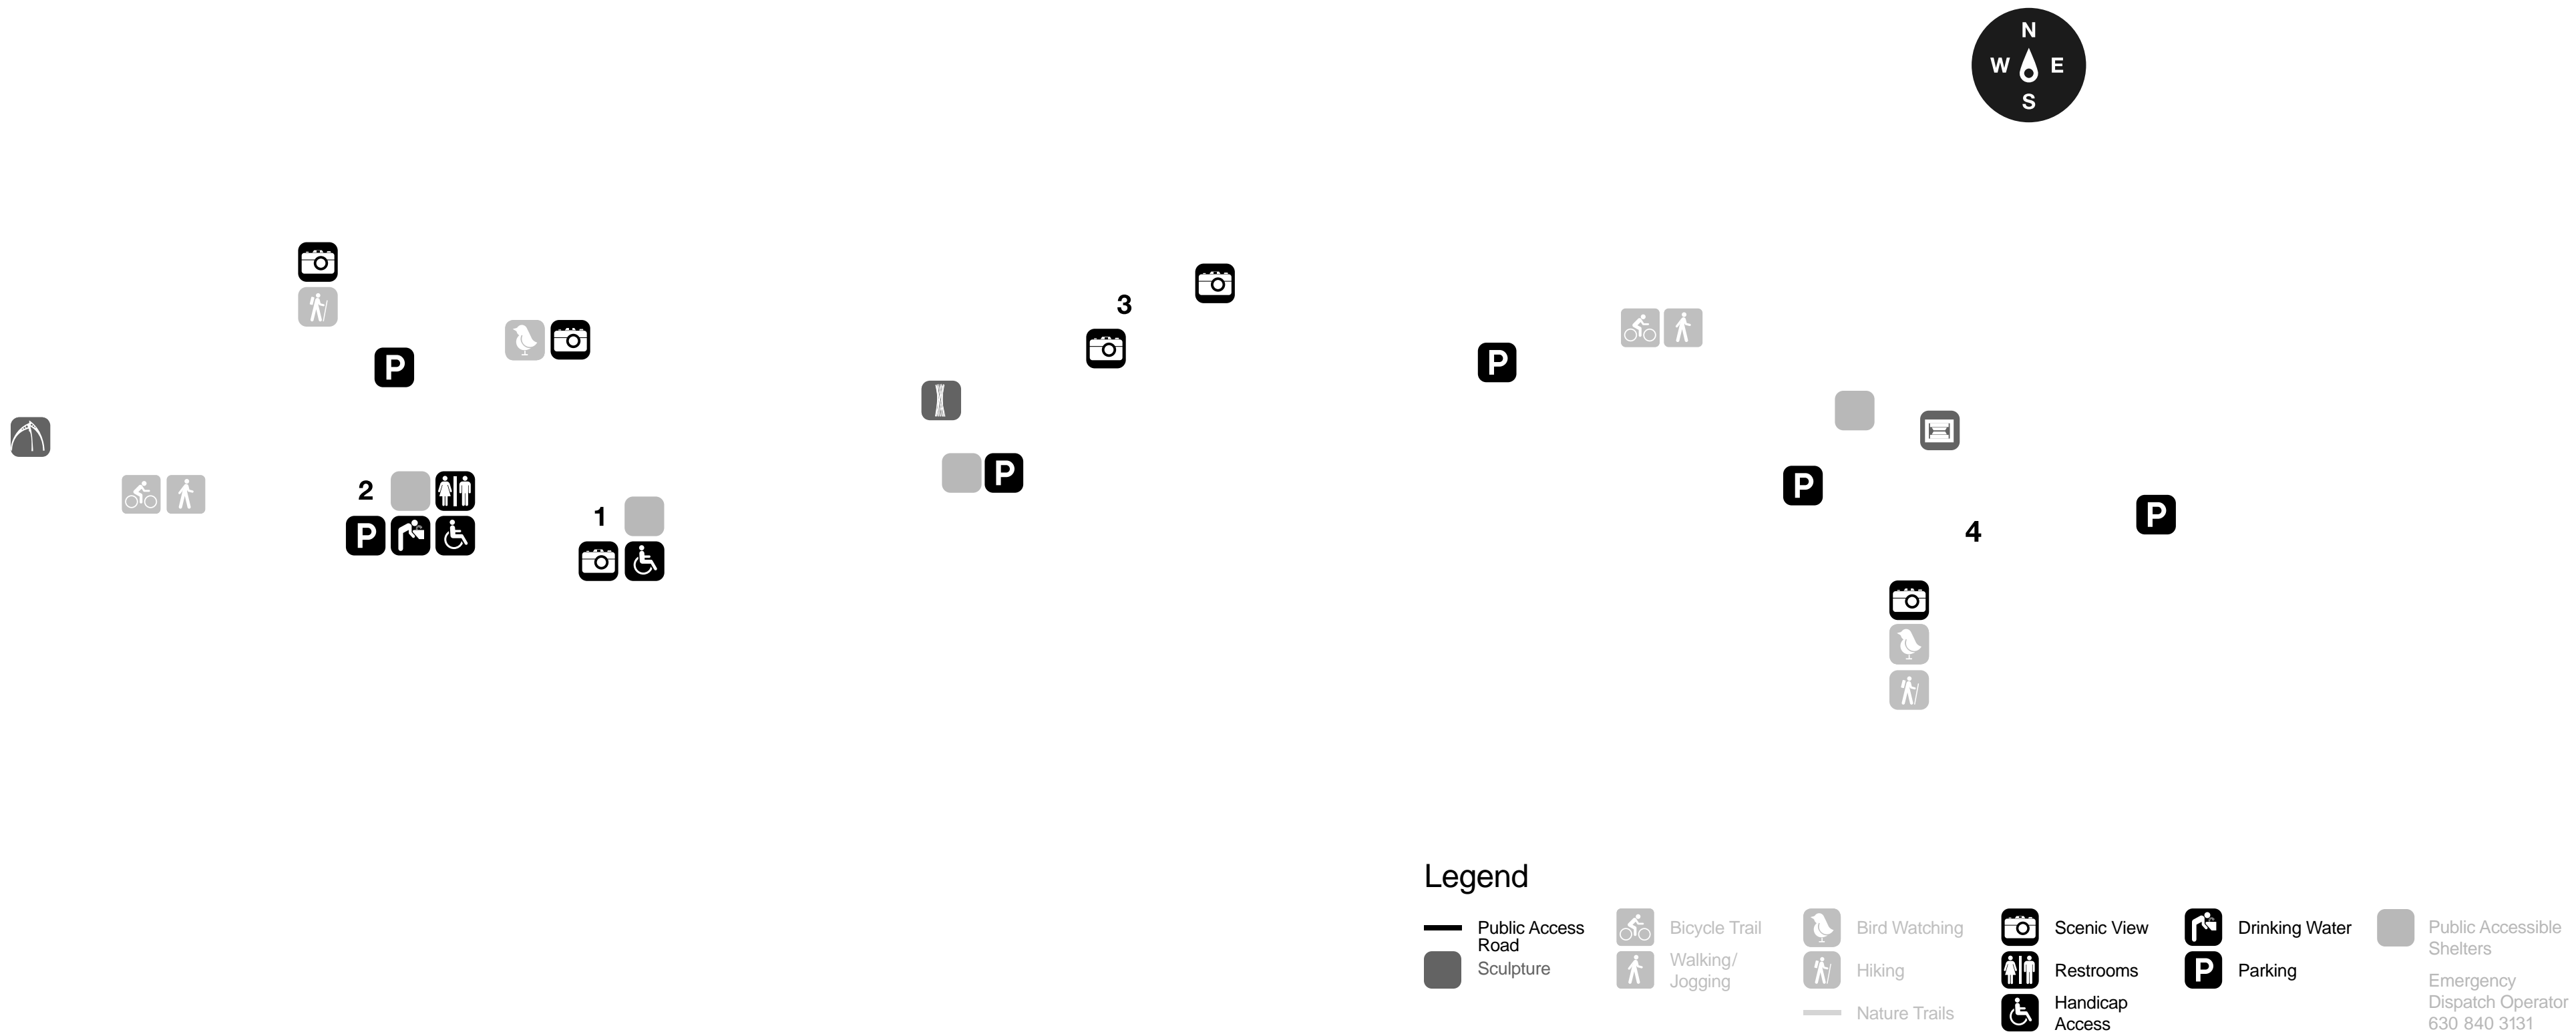 N
W E
S
3
P
P
2
P
1
P
P
P
4
Legend
Public Access
Road
Sculpture
Bicycle Trail
Walking/
Jogging
Bird Watching
Hiking
Nature Trails
Scenic View
Restrooms
Handicap
Access
Drinking Water
P Parking
Public Accessible
Shelters
Emergency
Dispatch Operator
630 840 3131